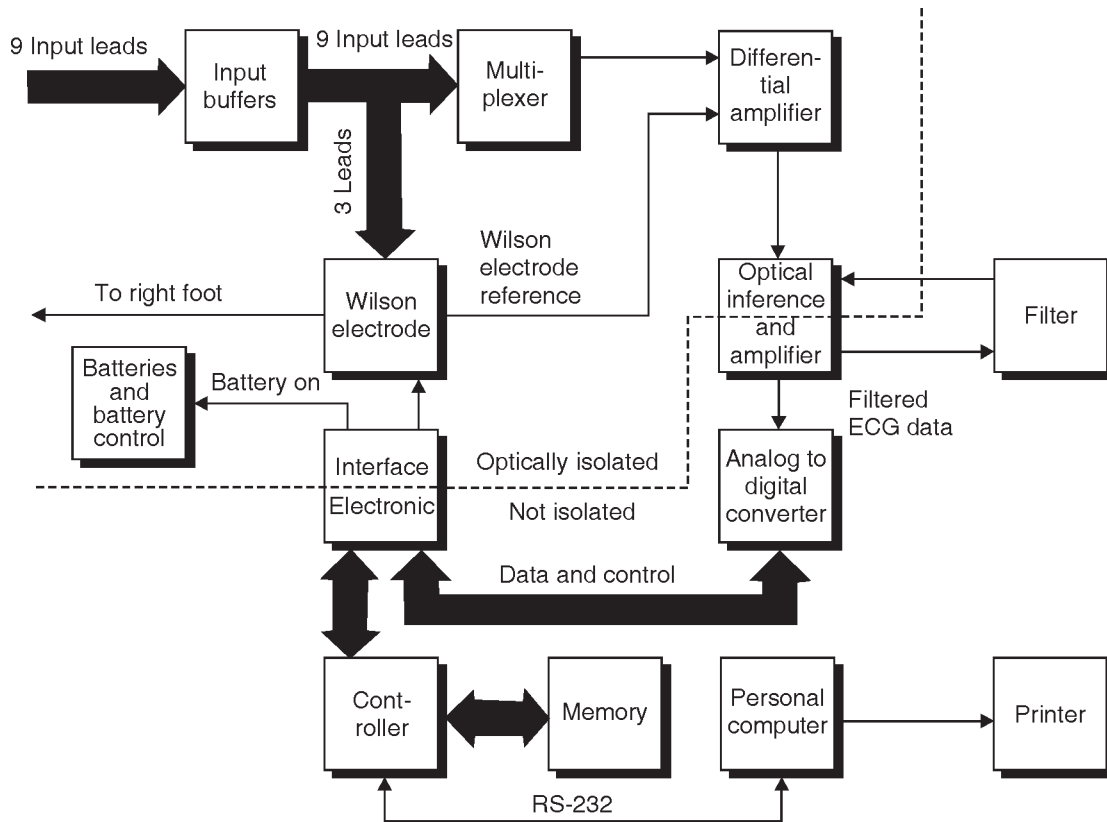 9 Input leads
Input
buffers
9 Input leads
Multi-
plexer
Differen-
tial
amplifier
3 Leads
Wilson
electrode
reference
To right foot
Wilson
electrode
Optical
inference
and
amplifier
Filter
Batteries
and
battery
control
Battery on
Filtered
ECG data
Interface
Electronic
Optically isolated
Not isolated
Analog to
digital
converter
Data and control
Cont-
roller
Memory
Personal
computer
Printer
RS-232